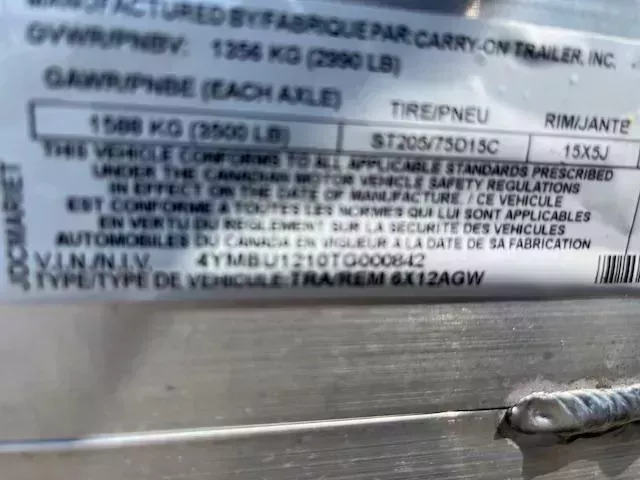 MANUFACTURED BY/FABRIQUE PAR: CARRY-ON TRAILER, INC.
GVWR/PNBV: 1356 KG (2990 LB)
GAWR/PNBE (EACH AXLE) TIRE/PNEU RIM/JANTE
1588 KG (3500 LB) ST205/75D15C 15X5J
THIS VEHICLE CONFORMS TO ALL APPLICABLE STANDARDS PRESCRIBED
UNDER THE CANADIAN MOTOR VEHICLE SAFETY REGULATIONS
IN EFFECT ON THE DATE OF MANUFACTURE. / CE VEHICULE
EST CONFORME A TOUTES LES NORMES QUI LUI SONT APPLICABLES
EN VERTU DU REGLEMENT SUR LA SECURITE DES VEHICULES
AUTOMOBILES DU CANADA EN VIGUEUR A LA DATE DE SA FABRICATION
V.I.N./N.I.V. 4YMBU1210TG000842
TYPE/TYPE DE VEHICULE: TRA/REM 6X12AGW